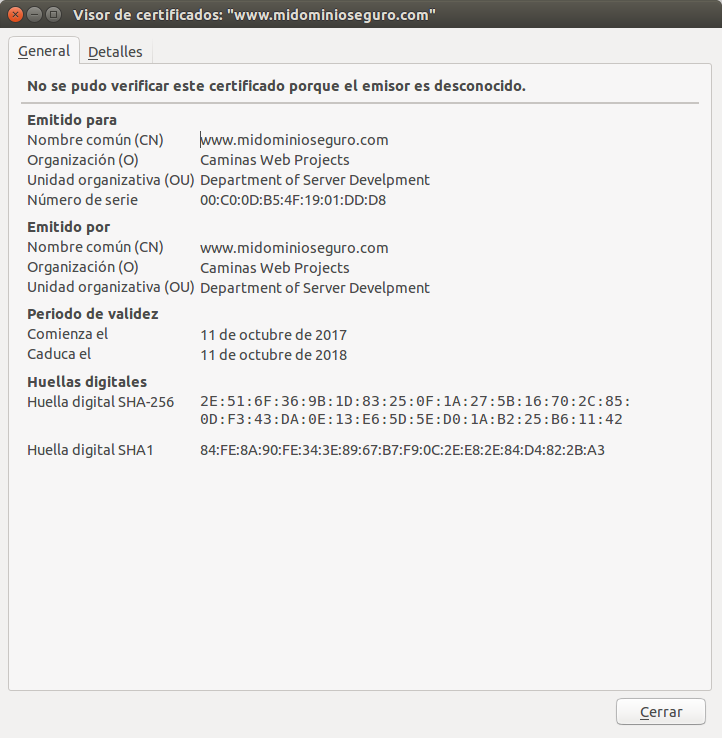 Visor de certificados: "www.midominioseguro.com"
General Detalles
No se pudo verificar este certificado porque el emisor es desconocido.
Emitido para
Nombre común (CN) www.midominioseguro.com
Organización (O) Caminas Web Projects
Unidad organizativa (OU) Department of Server Develpment
Número de serie 00:C0:0D:B5:4F:19:01:DD:D8
Emitido por
Nombre común (CN) www.midominioseguro.com
Organización (O) Caminas Web Projects
Unidad organizativa (OU) Department of Server Develpment
Periodo de validez
Comienza el 11 de octubre de 2017
Caduca el 11 de octubre de 2018
Huellas digitales
Huella digital SHA-256 2E:51:6F:36:9B:1D:83:25:0F:1A:27:5B:16:70:2C:85:
0D:F3:43:DA:0E:13:E6:5D:5E:D0:1A:B2:25:B6:11:42
Huella digital SHA1 84:FE:8A:90:FE:34:3E:89:67:B7:F9:0C:2E:E8:2E:84:D4:82:2B:A3
Cerrar